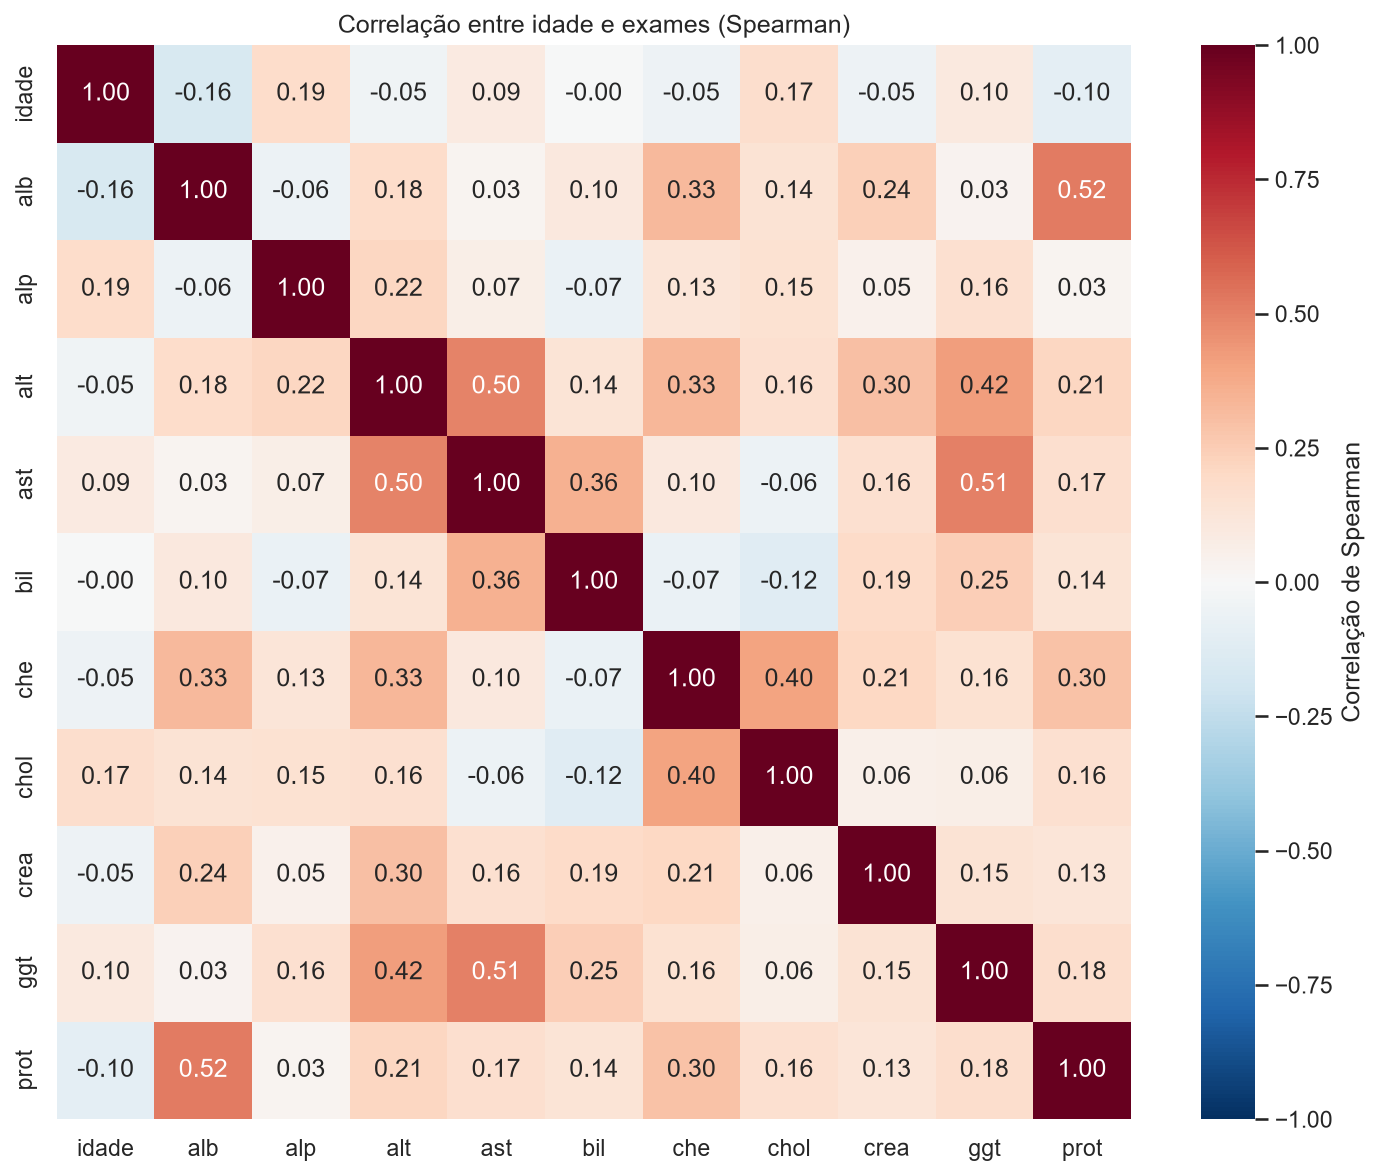 Correlação entre idade e exames (Spearman)
idade 1.00 -0.16 0.19 -0.05 0.09 -0.00 -0.05 0.17 -0.05 0.10 -0.10
alb -0.16 1.00 -0.06 0.18 0.03 0.10 0.33 0.14 0.24 0.03 0.52
alp 0.19 -0.06 1.00 0.22 0.07 -0.07 0.13 0.15 0.05 0.16 0.03
alt -0.05 0.18 0.22 1.00 0.50 0.14 0.33 0.16 0.30 0.42 0.21
ast 0.09 0.03 0.07 0.50 1.00 0.36 0.10 -0.06 0.16 0.51 0.17
bil -0.00 0.10 -0.07 0.14 0.36 1.00 -0.07 -0.12 0.19 0.25 0.14
che -0.05 0.33 0.13 0.33 0.10 -0.07 1.00 0.40 0.21 0.16 0.30
chol 0.17 0.14 0.15 0.16 -0.06 -0.12 0.40 1.00 0.06 0.06 0.16
crea -0.05 0.24 0.05 0.30 0.16 0.19 0.21 0.06 1.00 0.15 0.13
ggt 0.10 0.03 0.16 0.42 0.51 0.25 0.16 0.06 0.15 1.00 0.18
prot -0.10 0.52 0.03 0.21 0.17 0.14 0.30 0.16 0.13 0.18 1.00
idade alb alp alt ast bil che chol crea ggt prot
1.00
0.75
0.50
0.25
0.00
−0.25
−0.50
−0.75
−1.00
Correlação de Spearman